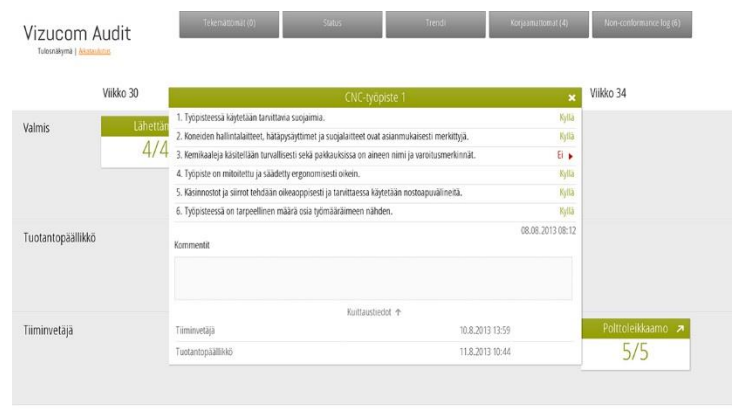 Vizucom Audit
Tulosnäkymä | Aikataulutus
Tekemättömät (0)
Status
Trendi
Korjaamattomat (4)
Non-conformance log (6)
Viikko 30
Viikko 34
CNC-työpiste 1
Valmis
Lähettäm
4/4
1. Työpisteessä käytetään tarvittavia suojaimia. Kyllä
2. Koneiden hallintalaitteet, hätäpysäyttimet ja suojalaitteet ovat asianmukaisesti merkittyjä. Kyllä
3. Kemikaaleja käsitellään turvallisesti sekä pakkauksissa on aineen nimi ja varoitusmerkinnät. Ei
4. Työpiste on mitoitettu ja säädetty ergonomisesti oikein. Kyllä
5. Käsinnostot ja siirrot tehdään oikeaoppisesti ja tarvittaessa käytetään nostoapuvälineitä. Kyllä
6. Työpisteessä on tarpeellinen määrä osia työmääräimeen nähden. Kyllä
08.08.2013 08:12
Tuotantopäällikkö
Kommentit
Kuittaustiedot
Tiiminvetäjä
Tiiminvetäjä 10.8.2013 13:59
Tuotantopäällikkö 11.8.2013 10:44
Polttoleikkaamo
5/5